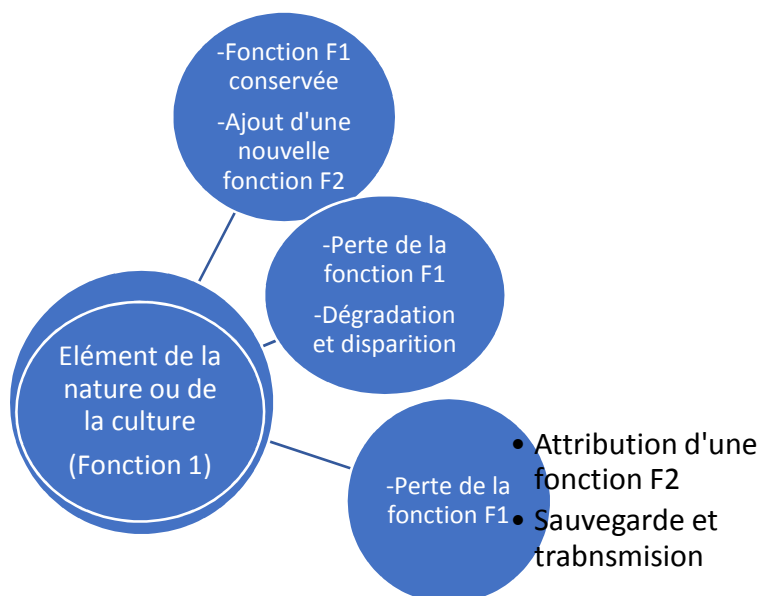 -Fonction F1
conservée
-Ajout d'une
nouvelle
fonction F2
-Perte de la
fonction F1
-Dégradation
et disparition
Elément de la
nature ou de
la culture
(Fonction 1)
-Perte de la
fonction F1
• Attribution d'une
fonction F2
• Sauvegarde et
trabnsmision